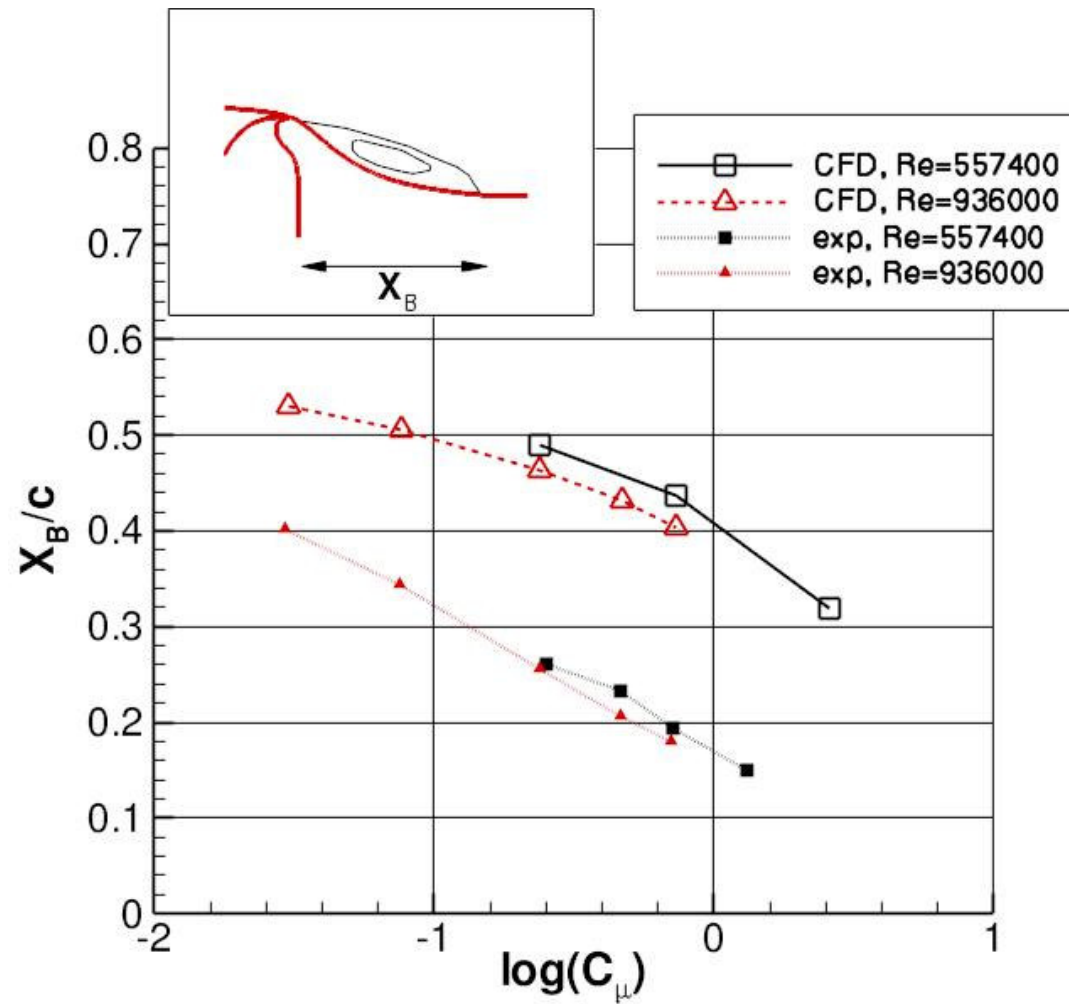 X_B
CFD, Re=557400
CFD, Re=936000
exp, Re=557400
exp, Re=936000
0.8
0.7
0.6
0.5
0.4
0.3
0.2
0.1
0
X_B/c
-2
-1
0
1
log(C_μ)